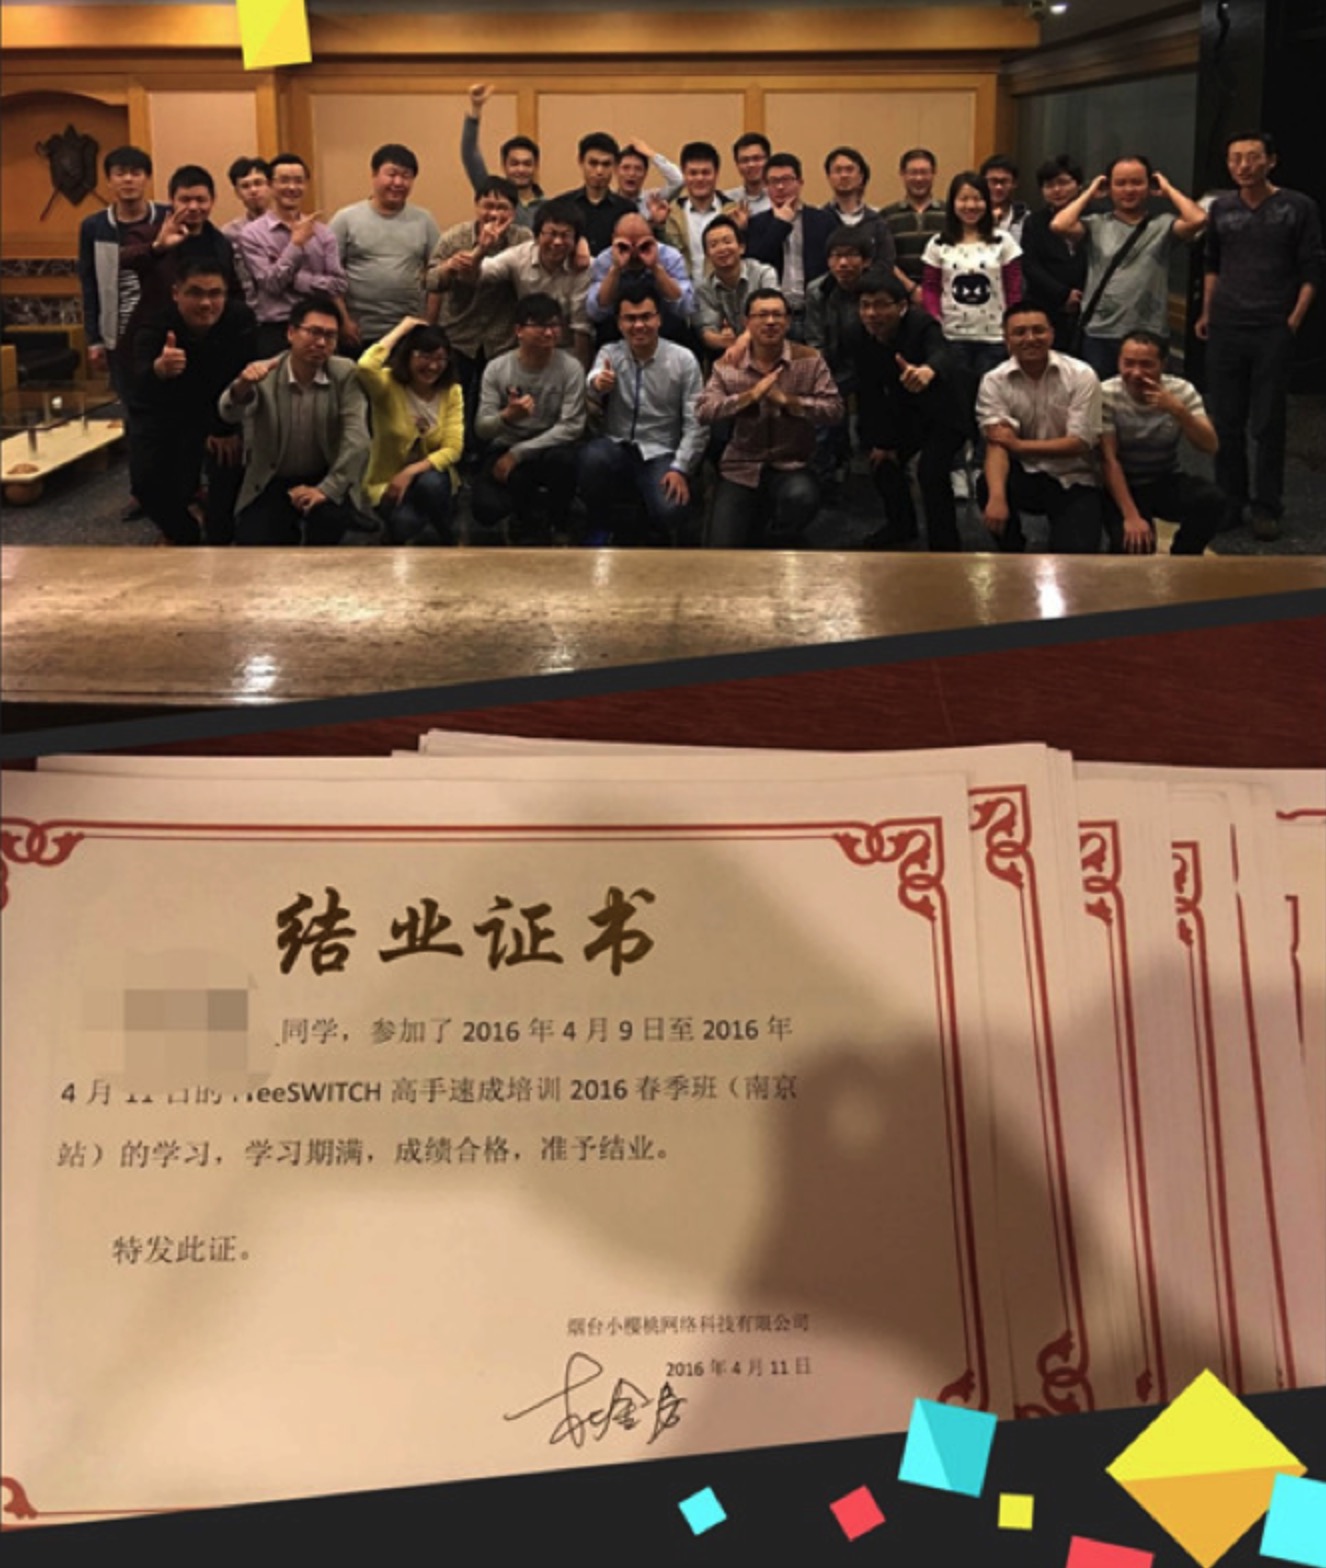 结业证书
同学，参加了 2016 年 4 月 9 日至 2016 年
4 月 11 日的 FreeSWITCH 高手速成培训 2016 春季班（南京
站）的学习，学习期满，成绩合格，准予结业。
特发此证。
烟台小樱桃网络科技有限公司
2016 年 4 月 11 日
杜金房